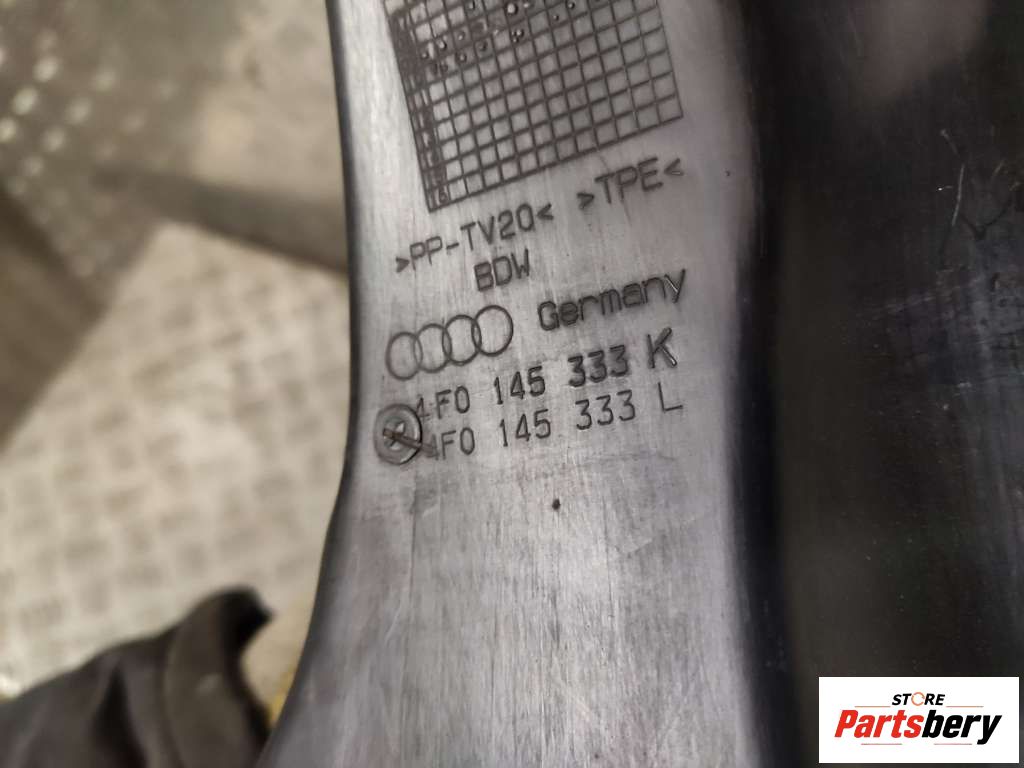 >PP-TV20< >TPE<
BDW
Germany
4F0 145 333 K
4F0 145 333 L
STORE
Partsbery